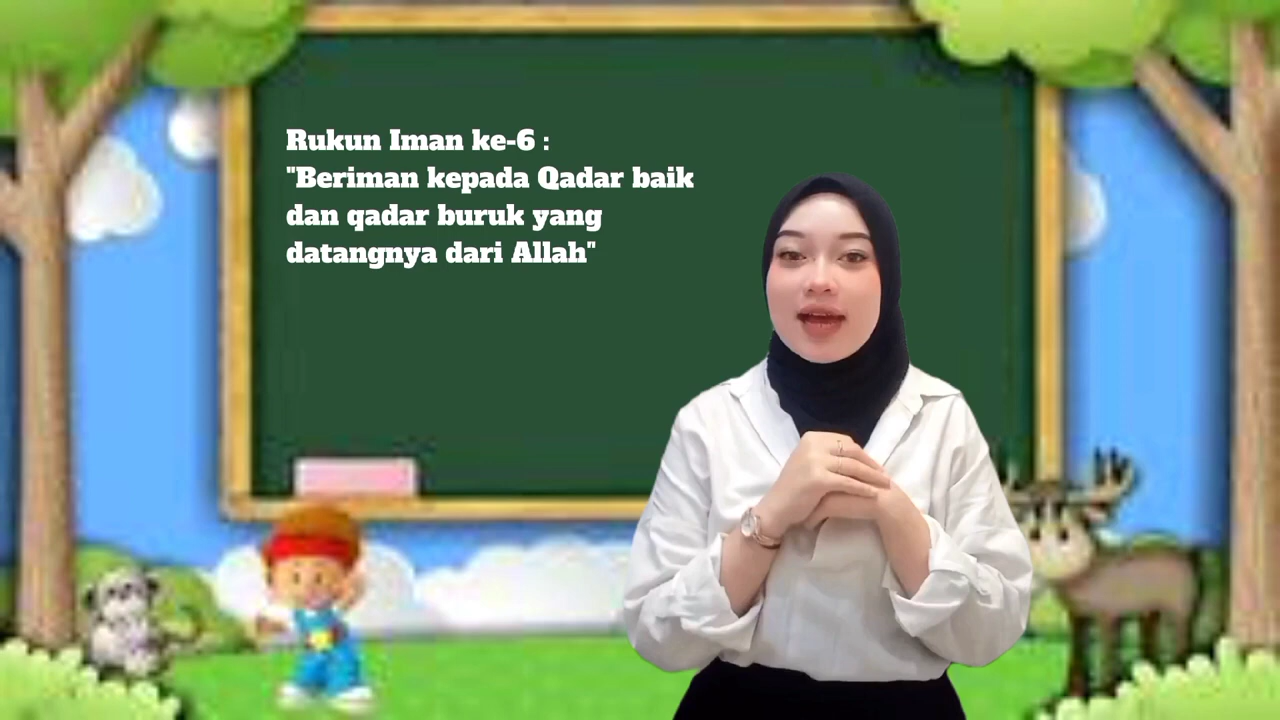 Rukun Iman ke-6 :
"Beriman kepada Qadar baik
dan qadar buruk yang
datangnya dari Allah"